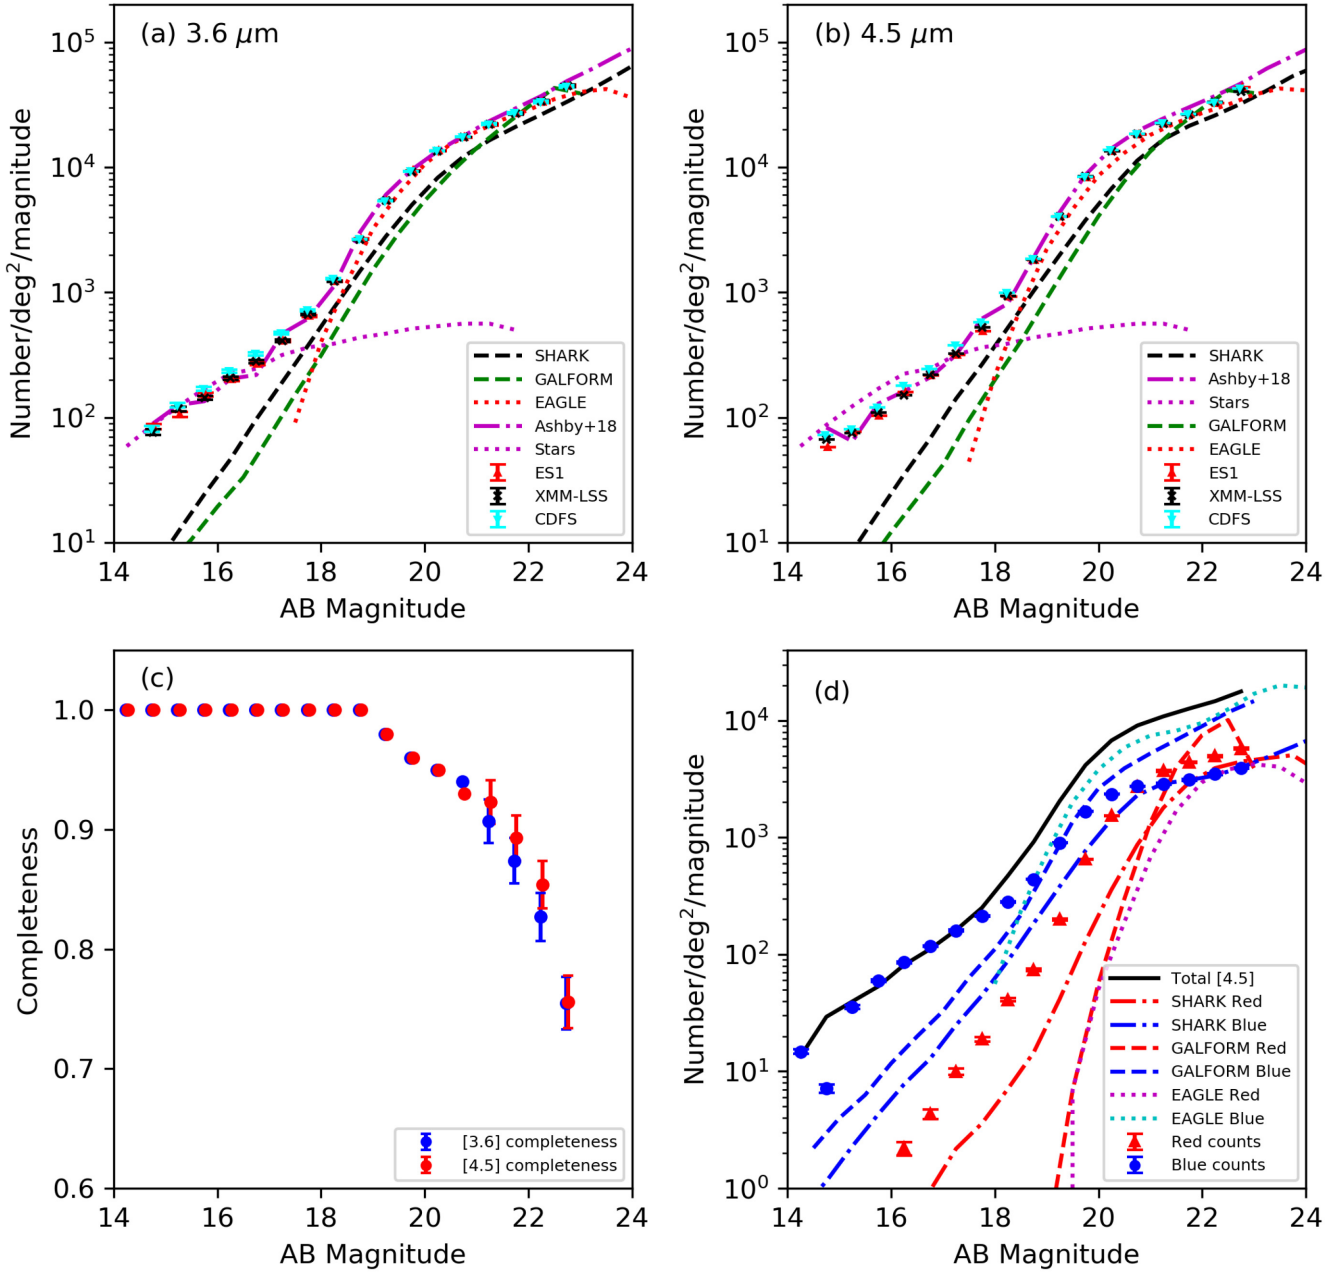 (a) 3.6 μm
10^5
10^4
10^3
10^2
10^1
Number/deg^2/magnitude
SHARK
GALFORM
EAGLE
Ashby+18
Stars
ES1
XMM-LSS
CDFS
14 16 18 20 22 24
AB Magnitude
(b) 4.5 μm
10^5
10^4
10^3
10^2
10^1
Number/deg^2/magnitude
SHARK
Ashby+18
Stars
GALFORM
EAGLE
ES1
XMM-LSS
CDFS
14 16 18 20 22 24
AB Magnitude
(c)
1.0
0.9
0.8
0.7
0.6
Completeness
[3.6] completeness
[4.5] completeness
14 16 18 20 22 24
AB Magnitude
(d)
10^4
10^3
10^2
10^1
10^0
Number/deg^2/magnitude
Total [4.5]
SHARK Red
SHARK Blue
GALFORM Red
GALFORM Blue
EAGLE Red
EAGLE Blue
Red counts
Blue counts
14 16 18 20 22 24
AB Magnitude